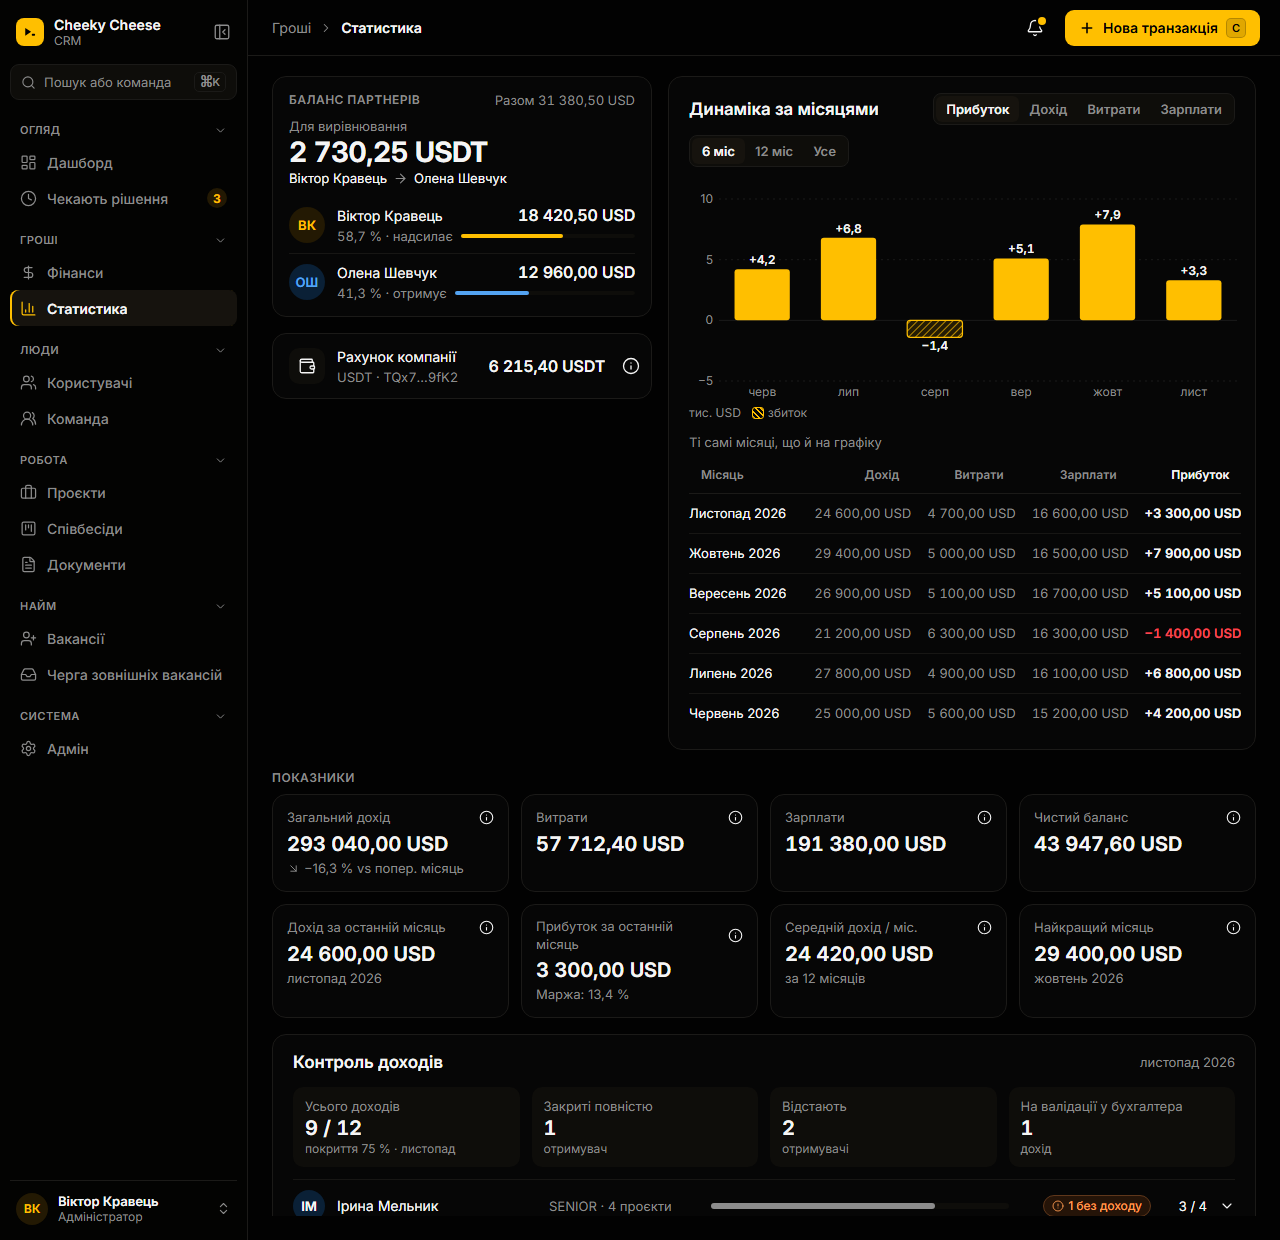 Cheeky Cheese
CRM
Пошук або команда ⌘K
ОГЛЯД
Дашборд
Чекають рішення 3
ГРОШІ
Фінанси
Статистика
ЛЮДИ
Користувачі
Команда
РОБОТА
Проєкти
Співбесіди
Документи
НАЙМ
Вакансії
Черга зовнішніх вакансій
СИСТЕМА
Адмін
ВК Віктор Кравець
Адміністратор
Гроші > Статистика
Нова транзакція C
БАЛАНС ПАРТНЕРІВ Разом 31 380,50 USD
Для вирівнювання
2 730,25 USDT
Віктор Кравець → Олена Шевчук
ВК Віктор Кравець 18 420,50 USD
58,7 % · надсилає
ОШ Олена Шевчук 12 960,00 USD
41,3 % · отримує
Рахунок компанії 6 215,40 USDT
USDT · TQx7…9fK2
Динаміка за місяцями
Прибуток Дохід Витрати Зарплати
6 міс 12 міс Усе
10
5
0
−5
+4,2 +6,8 −1,4 +5,1 +7,9 +3,3
черв лип серп вер жовт лист
тис. USD збиток
Ті самі місяці, що й на графіку
Місяць Дохід Витрати Зарплати Прибуток
Листопад 2026 24 600,00 USD 4 700,00 USD 16 600,00 USD +3 300,00 USD
Жовтень 2026 29 400,00 USD 5 000,00 USD 16 500,00 USD +7 900,00 USD
Вересень 2026 26 900,00 USD 5 100,00 USD 16 700,00 USD +5 100,00 USD
Серпень 2026 21 200,00 USD 6 300,00 USD 16 300,00 USD −1 400,00 USD
Липень 2026 27 800,00 USD 4 900,00 USD 16 100,00 USD +6 800,00 USD
Червень 2026 25 000,00 USD 5 600,00 USD 15 200,00 USD +4 200,00 USD
ПОКАЗНИКИ
Загальний дохід
293 040,00 USD
−16,3 % vs попер. місяць
Витрати
57 712,40 USD
Зарплати
191 380,00 USD
Чистий баланс
43 947,60 USD
Дохід за останній місяць
24 600,00 USD
листопад 2026
Прибуток за останній
місяць
3 300,00 USD
Маржа: 13,4 %
Середній дохід / міс.
24 420,00 USD
за 12 місяців
Найкращий місяць
29 400,00 USD
жовтень 2026
Контроль доходів листопад 2026
Усього доходів
9 / 12
покриття 75 % · листопад
Закриті повністю
1
отримувач
Відстають
2
отримувачі
На валідації у бухгалтера
1
дохід
ІМ Ірина Мельник SENIOR · 4 проєкти 1 без доходу 3 / 4